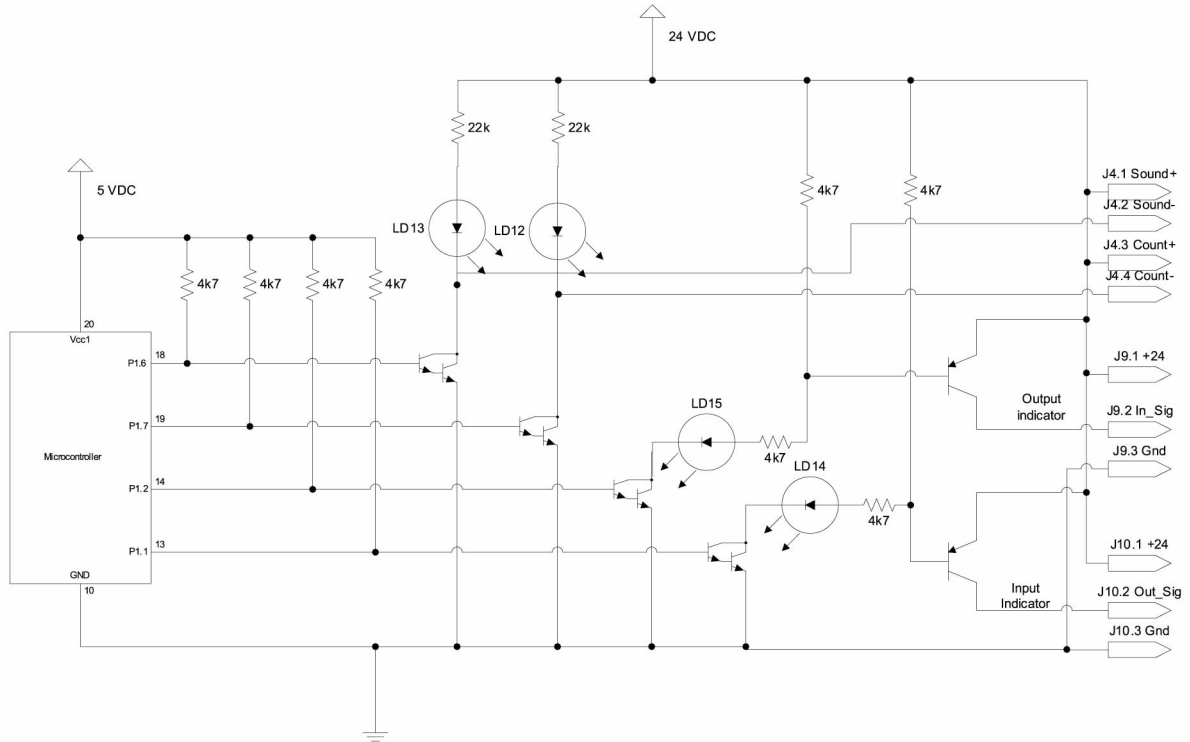 24 VDC
22k
22k
5 VDC
4k7
4k7
J4.1 Sound+
J4.2 Sound-
LD13
LD12
J4.3 Count+
J4.4 Count-
4k7
4k7
4k7
4k7
20
Vcc1
P1.6
18
J9.1 +24
LD15
Output
indicator
J9.2 In_Sig
P1.7
19
4k7
J9.3 Gnd
Microcontroller
LD14
P1.2
14
4k7
P1.1
13
J10.1 +24
GND
10
Input
Indicator
J10.2 Out_Sig
J10.3 Gnd